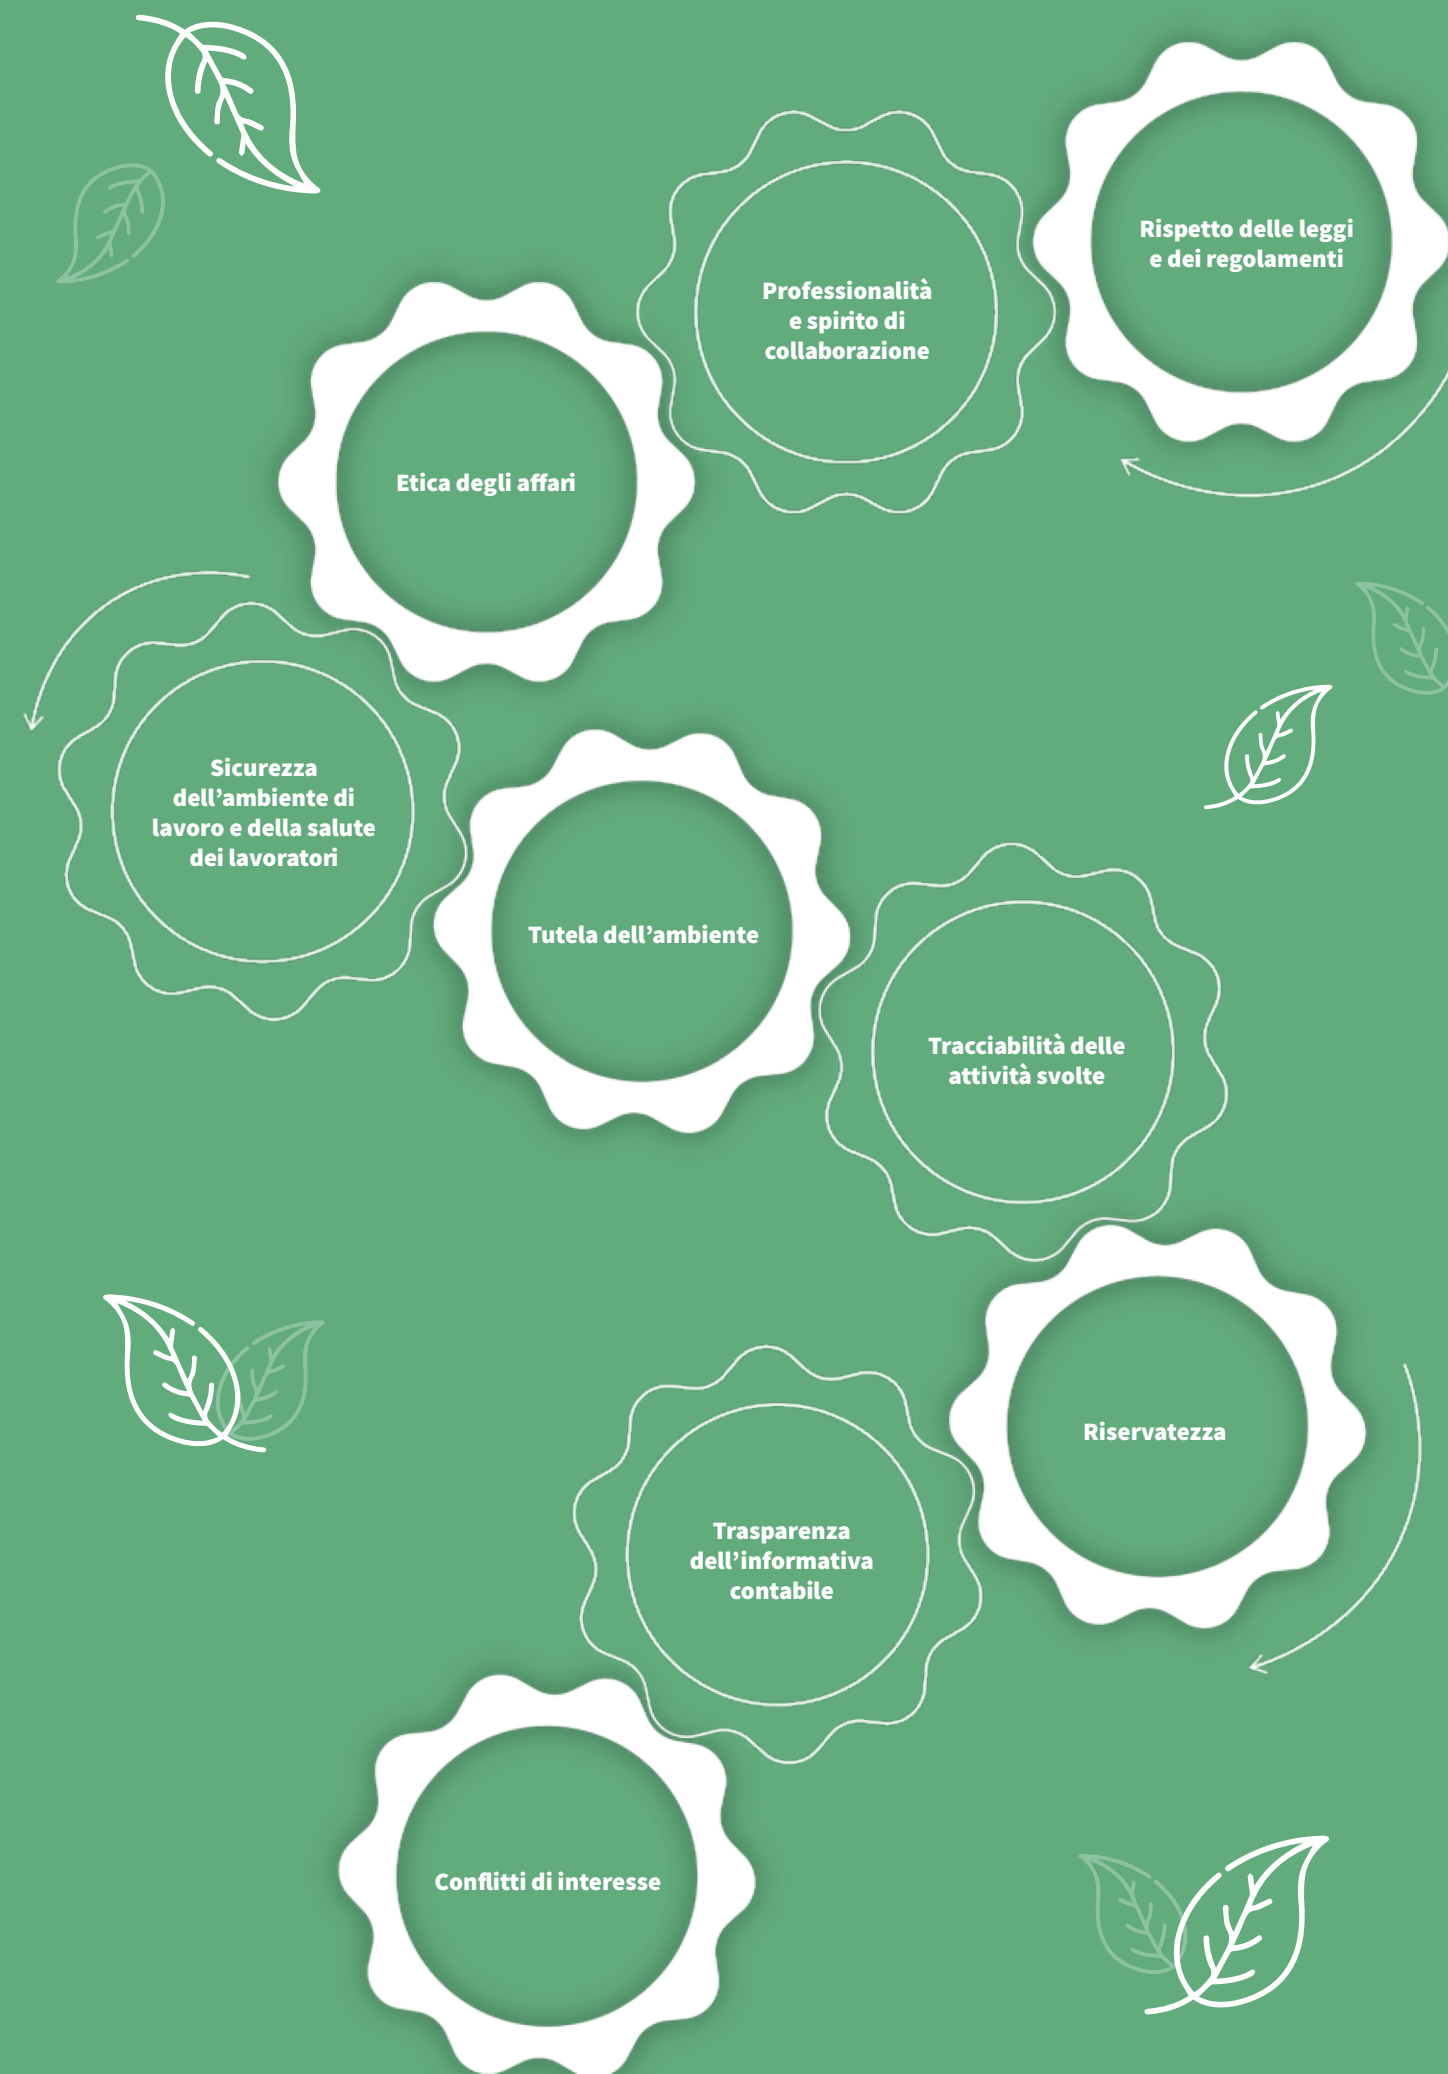 Rispetto delle leggi
e dei regolamenti
Professionalità
e spirito di
collaborazione
Etica degli affari
Sicurezza
dell’ambiente di
lavoro e della salute
dei lavoratori
Tutela dell’ambiente
Tracciabilità delle
attività svolte
Riservatezza
Trasparenza
dell’informativa
contabile
Conflitti di interesse